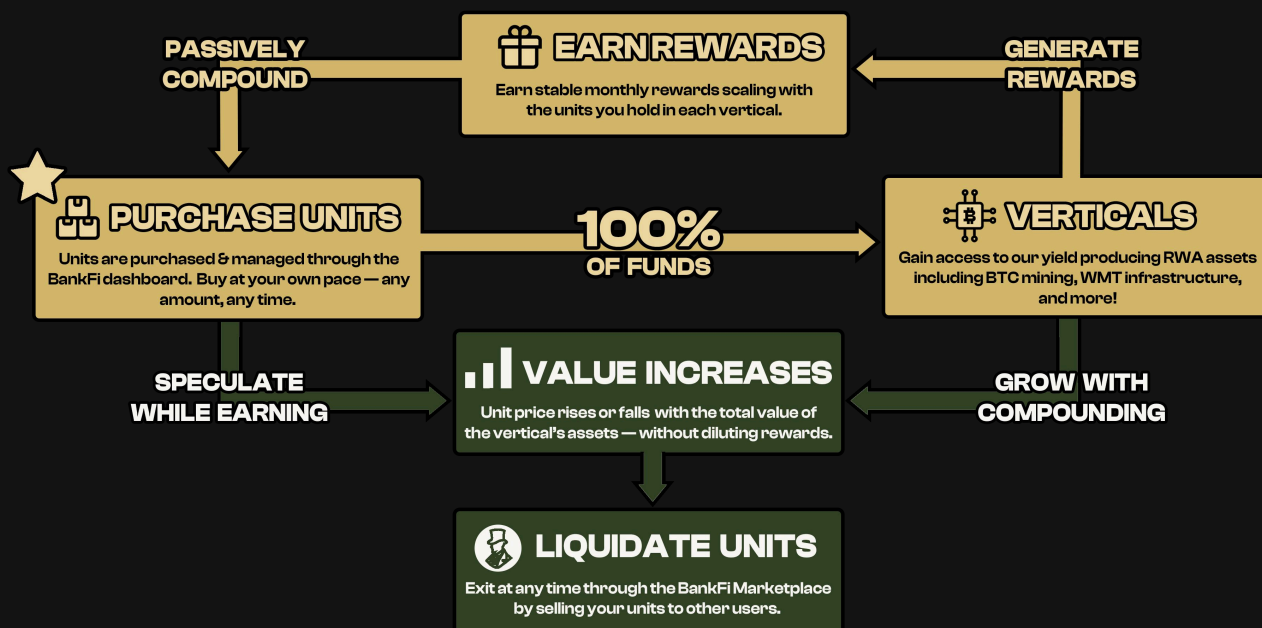 PASSIVELY
COMPOUND
EARN REWARDS
Earn stable monthly rewards scaling with
the units you hold in each vertical.
GENERATE
REWARDS
PURCHASE UNITS
Units are purchased & managed through the
BankFi dashboard. Buy at your own pace — any
amount, any time.
100%
OF FUNDS
VERTICALS
Gain access to our yield producing RWA assets
including BTC mining, WMT infrastructure,
and more!
SPECULATE
WHILE EARNING
VALUE INCREASES
Unit price rises or falls with the total value of
the vertical's assets — without diluting rewards.
GROW WITH
COMPOUNDING
LIQUIDATE UNITS
Exit at any time through the BankFi Marketplace
by selling your units to other users.